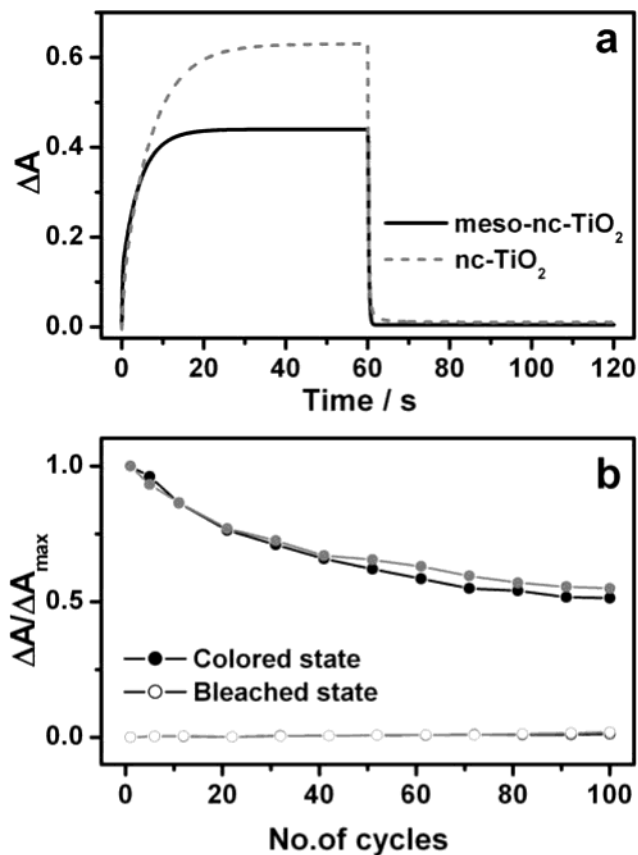 a
0.6
0.4
0.2
0.0
ΔA
meso-nc-TiO₂
nc-TiO₂
0 20 40 60 80 100 120
Time / s
b
1.0
0.5
0.0
ΔA/ΔAₘₐₓ
Colored state
Bleached state
0 20 40 60 80 100
No.of cycles